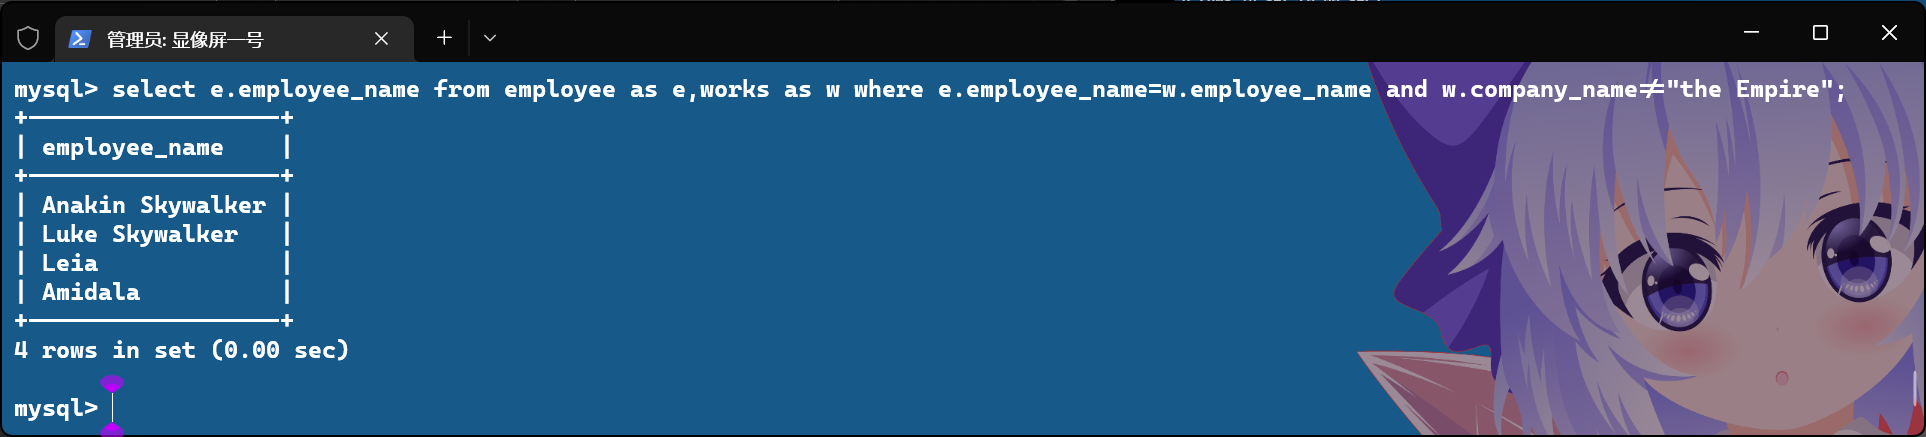 管理员: 显像屏一号
mysql> select e.employee_name from employee as e,works as w where e.employee_name=w.employee_name and w.company_name!="the Empire";
+------------------+
| employee_name    |
+------------------+
| Anakin Skywalker |
| Luke Skywalker   |
| Leia             |
| Amidala          |
+------------------+
4 rows in set (0.00 sec)
mysql>